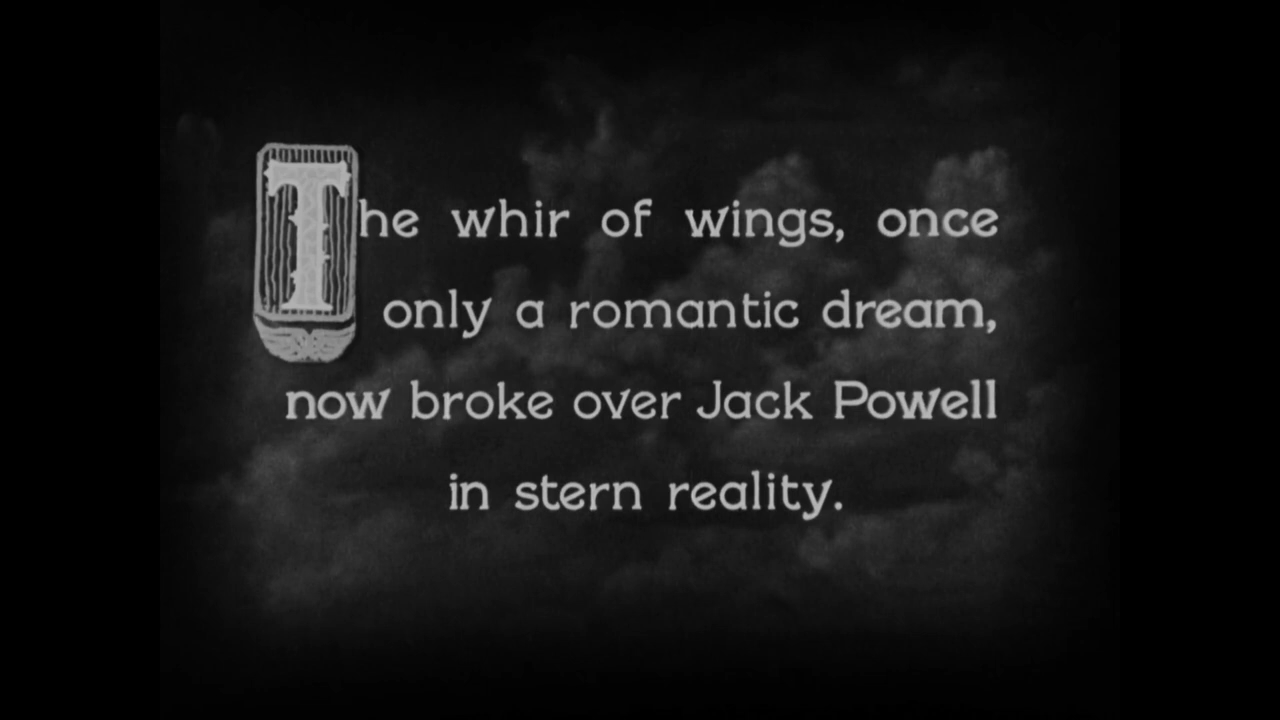 The whir of wings, once
only a romantic dream,
now broke over Jack Powell
in stern reality.